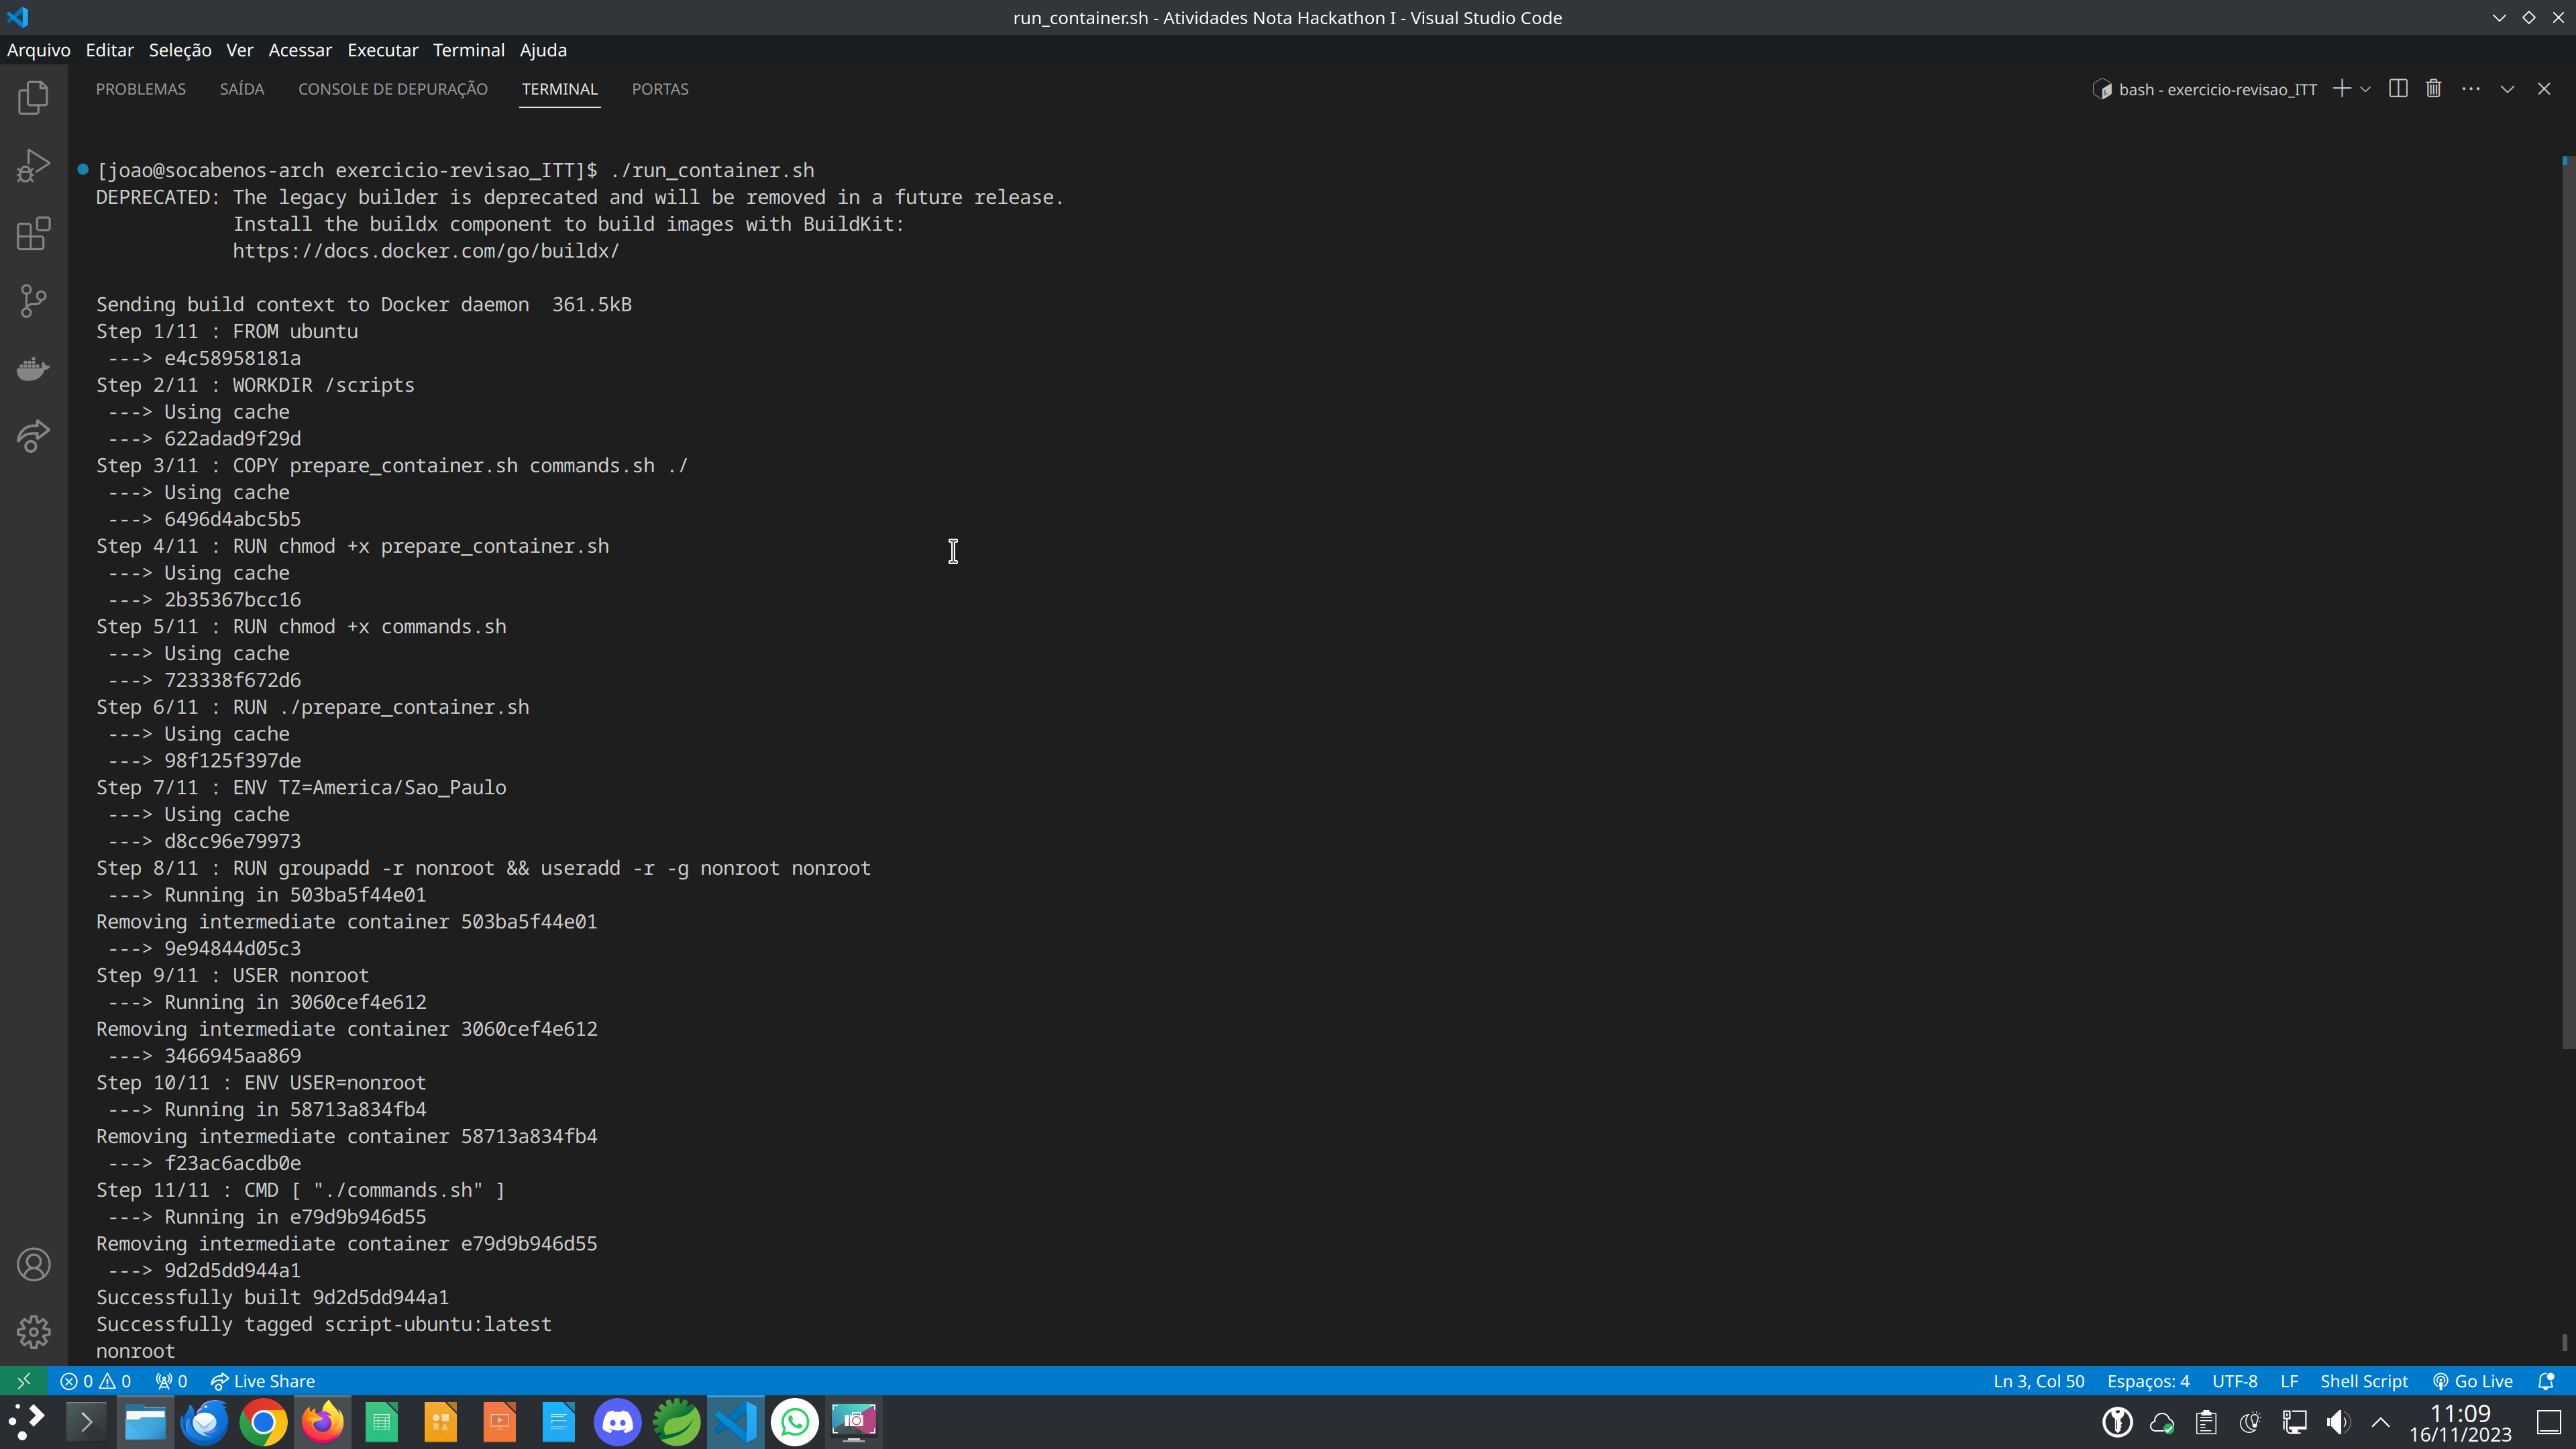 run_container.sh - Atividades Nota Hackathon I - Visual Studio Code
Arquivo Editar Seleção Ver Acessar Executar Terminal Ajuda
PROBLEMAS SAÍDA CONSOLE DE DEPURAÇÃO TERMINAL PORTAS
bash - exercicio-revisao_ITT
[joao@socabenos-arch exercicio-revisao_ITT]$ ./run_container.sh
DEPRECATED: The legacy builder is deprecated and will be removed in a future release.
Install the buildx component to build images with BuildKit:
https://docs.docker.com/go/buildx/
Sending build context to Docker daemon  361.5kB
Step 1/11 : FROM ubuntu
---> e4c58958181a
Step 2/11 : WORKDIR /scripts
---> Using cache
---> 622adad9f29d
Step 3/11 : COPY prepare_container.sh commands.sh ./
---> Using cache
---> 6496d4abc5b5
Step 4/11 : RUN chmod +x prepare_container.sh
---> Using cache
---> 2b35367bcc16
Step 5/11 : RUN chmod +x commands.sh
---> Using cache
---> 723338f672d6
Step 6/11 : RUN ./prepare_container.sh
---> Using cache
---> 98f125f397de
Step 7/11 : ENV TZ=America/Sao_Paulo
---> Using cache
---> d8cc96e79973
Step 8/11 : RUN groupadd -r nonroot && useradd -r -g nonroot nonroot
---> Running in 503ba5f44e01
Removing intermediate container 503ba5f44e01
---> 9e94844d05c3
Step 9/11 : USER nonroot
---> Running in 3060cef4e612
Removing intermediate container 3060cef4e612
---> 3466945aa869
Step 10/11 : ENV USER=nonroot
---> Running in 58713a834fb4
Removing intermediate container 58713a834fb4
---> f23ac6acdb0e
Step 11/11 : CMD [ "./commands.sh" ]
---> Running in e79d9b946d55
Removing intermediate container e79d9b946d55
---> 9d2d5dd944a1
Successfully built 9d2d5dd944a1
Successfully tagged script-ubuntu:latest
nonroot
0 0 0 Live Share Ln 3, Col 50 Espaços: 4 UTF-8 LF Shell Script Go Live
11:09
16/11/2023